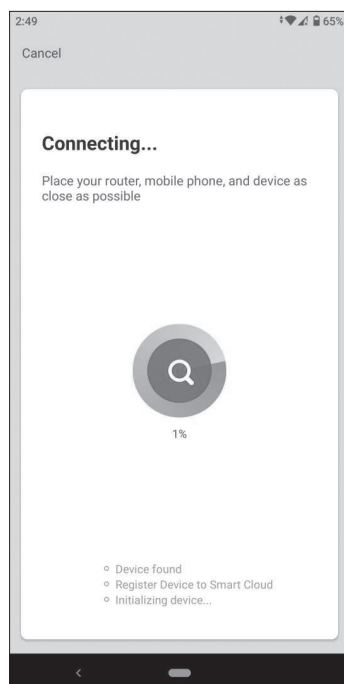 2:49
65%
Cancel
Connecting...
Place your router, mobile phone, and device as
close as possible
1%
Device found
Register Device to Smart Cloud
Initializing device...